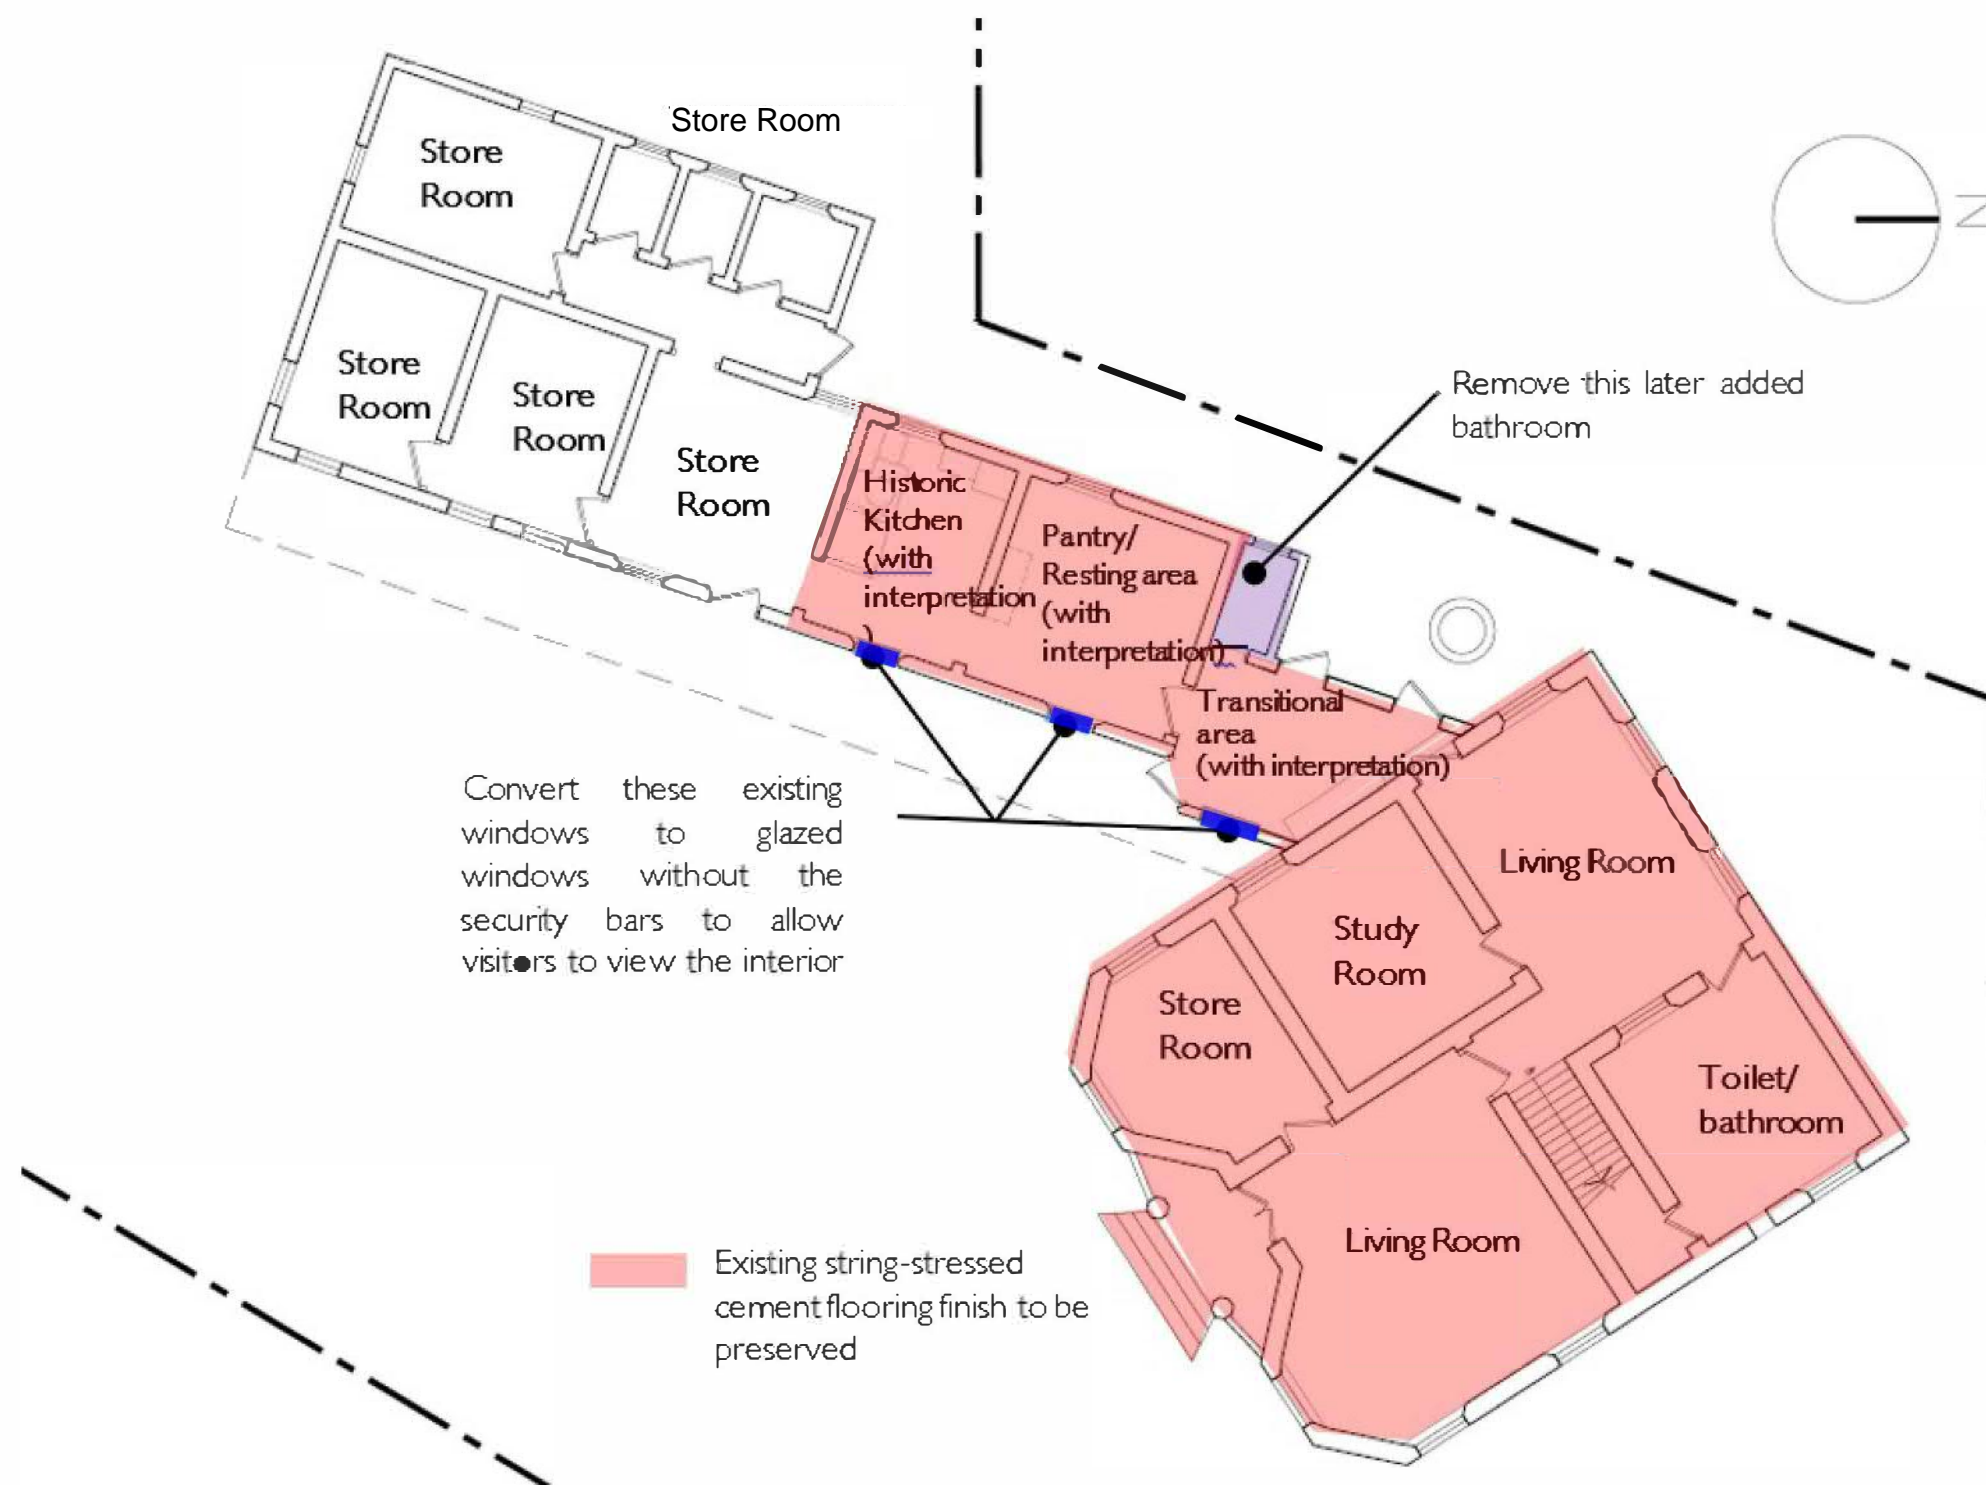 Store Room
Store
Room
N
Store
Room
Store
Room
Store
Room
Remove this later added
bathroom
Historic
Kitchen
(with
interpretation
)
Pantry/
Resting area
(with
interpretation)
Transitional
area
(with interpretation)
Convert these existing
windows to glazed
windows without the
security bars to allow
visitors to view the interior
Living Room
Study
Room
Store
Room
Toilet/
bathroom
Living Room
Existing string-stressed
cement flooring finish to be
preserved